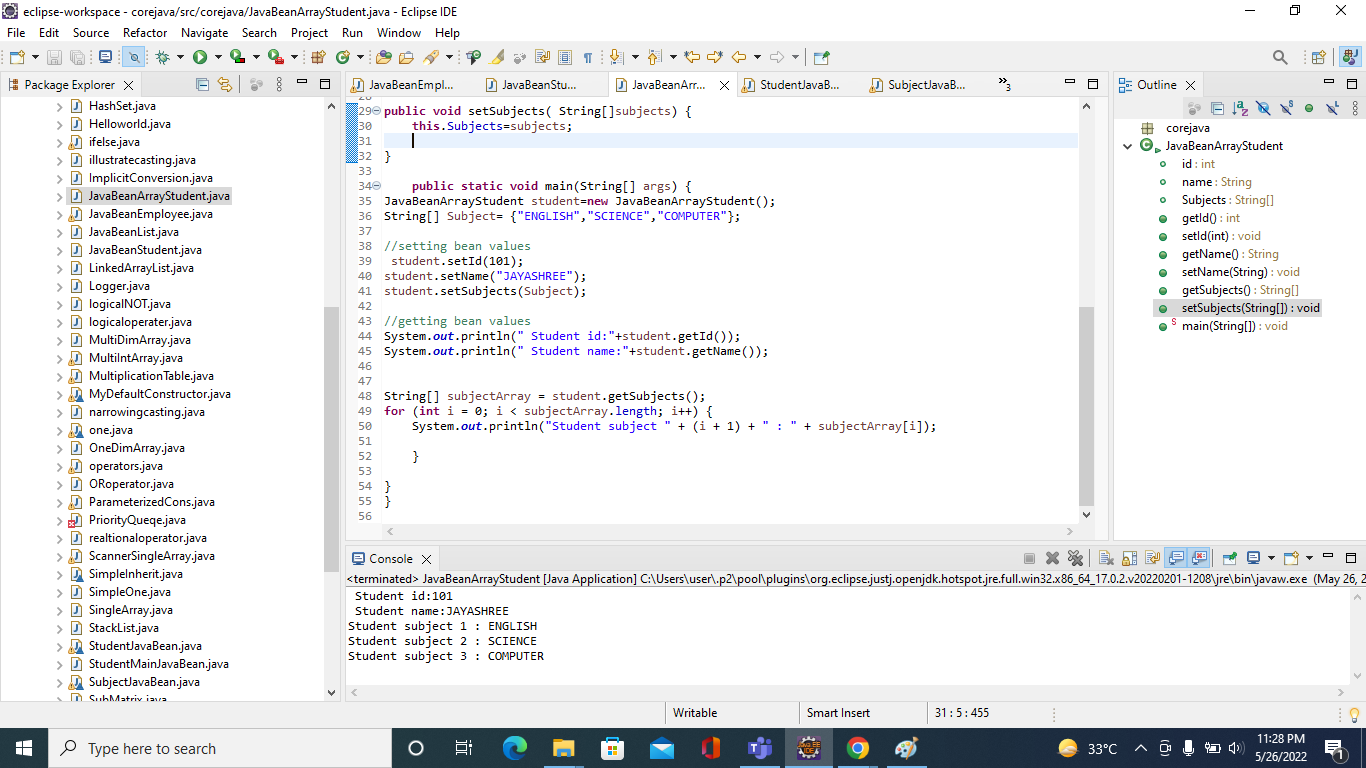 eclipse-workspace - corejava/src/corejava/JavaBeanArrayStudent.java - Eclipse IDE
File Edit Source Refactor Navigate Search Project Run Window Help
Package Explorer
HashSet.java
Helloworld.java
ifelse.java
illustratecasting.java
ImplicitConversion.java
JavaBeanArrayStudent.java
JavaBeanEmployee.java
JavaBeanList.java
JavaBeanStudent.java
LinkedArrayList.java
Logger.java
logicalNOT.java
logicaloperater.java
MultiDimArray.java
MultiIntArray.java
MultiplicationTable.java
MyDefaultConstructor.java
narrowingcasting.java
one.java
OneDimArray.java
operators.java
ORoperator.java
ParameterizedCons.java
PriorityQueqe.java
realtionaloperator.java
ScannerSingleArray.java
SimpleInherit.java
SimpleOne.java
SingleArray.java
StackList.java
StudentJavaBean.java
StudentMainJavaBean.java
SubjectJavaBean.java
SubMatrix.java
JavaBeanEmpl... JavaBeanStu... JavaBeanArr... StudentJavaB... SubjectJavaB... »3
28
29 public void setSubjects( String[]subjects) {
30 this.Subjects=subjects;
31
32 }
33
34 public static void main(String[] args) {
35 JavaBeanArrayStudent student=new JavaBeanArrayStudent();
36 String[] Subject= {"ENGLISH","SCIENCE","COMPUTER"};
37
38 //setting bean values
39 student.setId(101);
40 student.setName("JAYASHREE");
41 student.setSubjects(Subject);
42
43 //getting bean values
44 System.out.println(" Student id:"+student.getId());
45 System.out.println(" Student name:"+student.getName());
46
47
48 String[] subjectArray = student.getSubjects();
49 for (int i = 0; i < subjectArray.length; i++) {
50 System.out.println("Student subject " + (i + 1) + " : " + subjectArray[i]);
51
52 }
53
54 }
55 }
56
Outline
corejava
JavaBeanArrayStudent
id : int
name : String
Subjects : String[]
getId() : int
setId(int) : void
getName() : String
setName(String) : void
getSubjects() : String[]
setSubjects(String[]) : void
S main(String[]) : void
Console
<terminated> JavaBeanArrayStudent [Java Application] C:\Users\user\.p2\pool\plugins\org.eclipse.justj.openjdk.hotspot.jre.full.win32.x86_64_17.0.2.v20220201-1208\jre\bin\javaw.exe (May 26, 2
Student id:101
Student name:JAYASHREE
Student subject 1 : ENGLISH
Student subject 2 : SCIENCE
Student subject 3 : COMPUTER
Writable Smart Insert 31 : 5 : 455
Type here to search
33°C
11:28 PM
5/26/2022
1